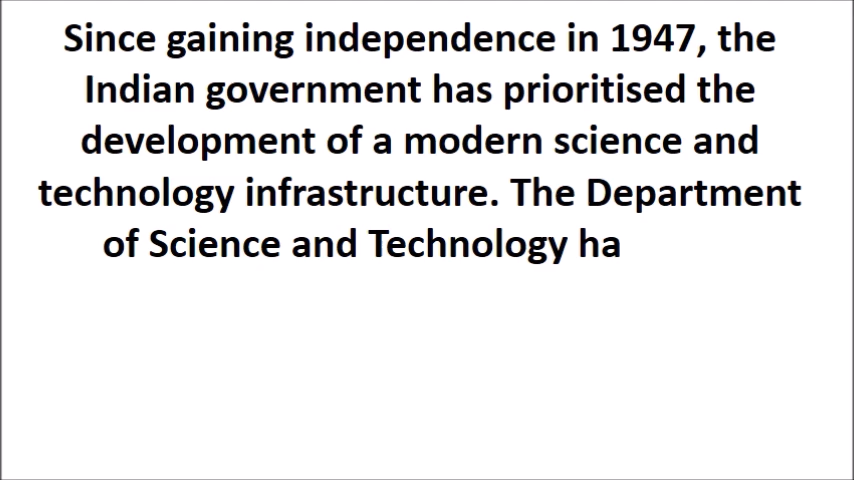 Since gaining independence in 1947, the
Indian government has prioritised the
development of a modern science and
technology infrastructure. The Department
of Science and Technology ha